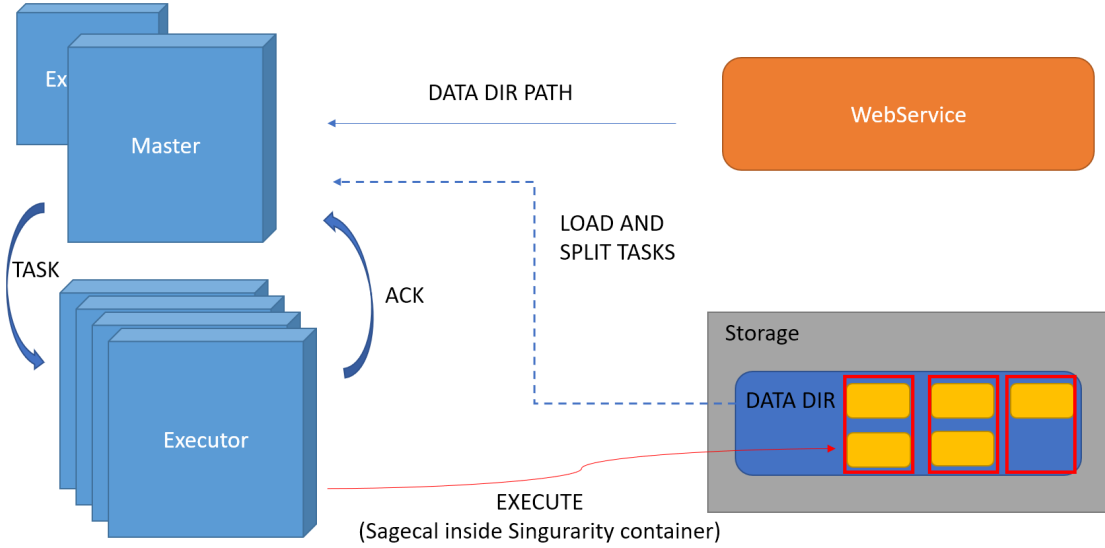 Ex
Master
DATA DIR PATH
WebService
LOAD AND
SPLIT TASKS
TASK
ACK
Storage
DATA DIR
Executor
EXECUTE
(Sagecal inside Singurarity container)